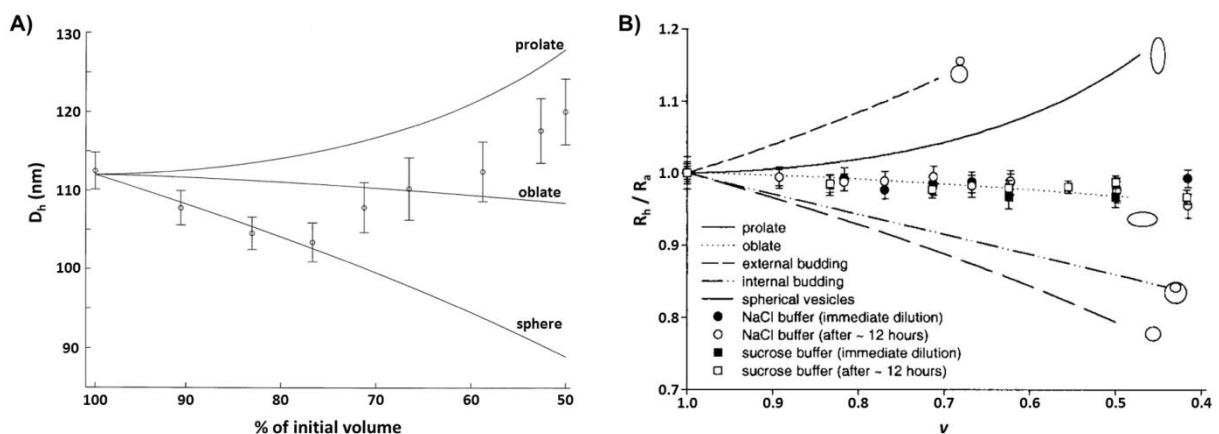 A)
D_h (nm)
130
120
110
100
90
100 90 80 70 60 50
% of initial volume
prolate
oblate
sphere
B)
R_h / R_a
1.2
1.1
1.0
0.9
0.8
0.7
1.0 0.9 0.8 0.7 0.6 0.5 0.4
v
prolate
oblate
external budding
internal budding
spherical vesicles
NaCl buffer (immediate dilution)
NaCl buffer (after ~ 12 hours)
sucrose buffer (immediate dilution)
sucrose buffer (after ~ 12 hours)